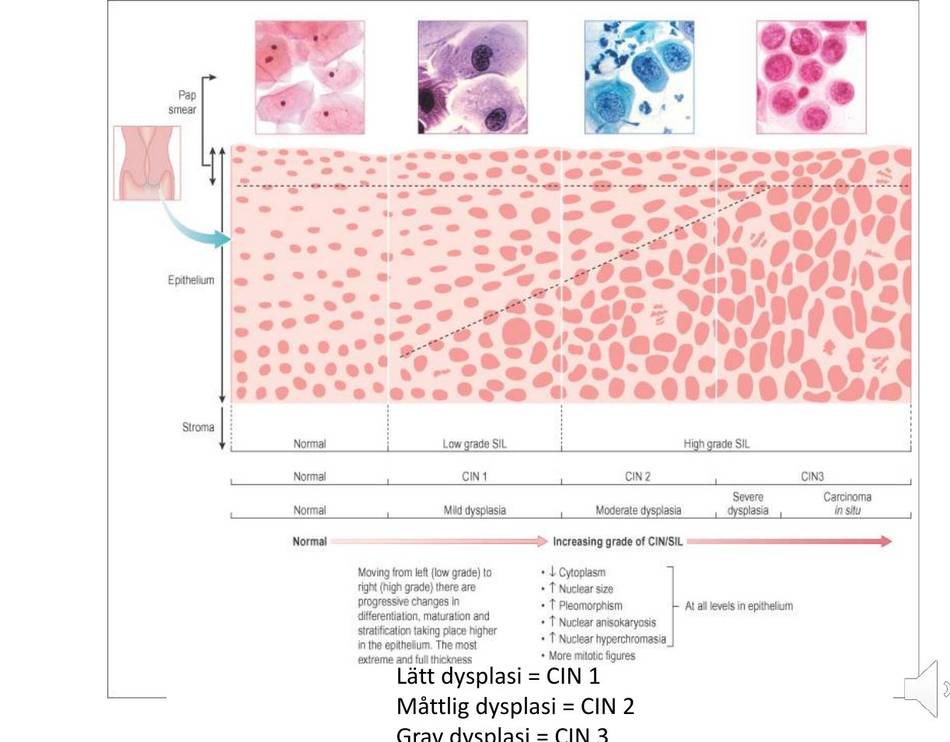 Pap
smear
Epithelium
Stroma
Normal
Low grade SIL
High grade SIL
Normal
CIN 1
CIN 2
CIN3
Normal
Mild dysplasia
Moderate dysplasia
Severe
dysplasia
Carcinoma
in situ
Normal
Increasing grade of CIN/SIL
Moving from left (low grade) to
right (high grade) there are
progressive changes in
differentiation, maturation and
stratification taking place higher
in the epithelium. The most
extreme and full thickness
• ↓ Cytoplasm
• ↑ Nuclear size
• ↑ Pleomorphism
• ↑ Nuclear anisokaryosis
• ↑ Nuclear hyperchromasia
• More mitotic figures
At all levels in epithelium
Lätt dysplasi = CIN 1
Måttlig dysplasi = CIN 2
Grav dysplasi = CIN 3